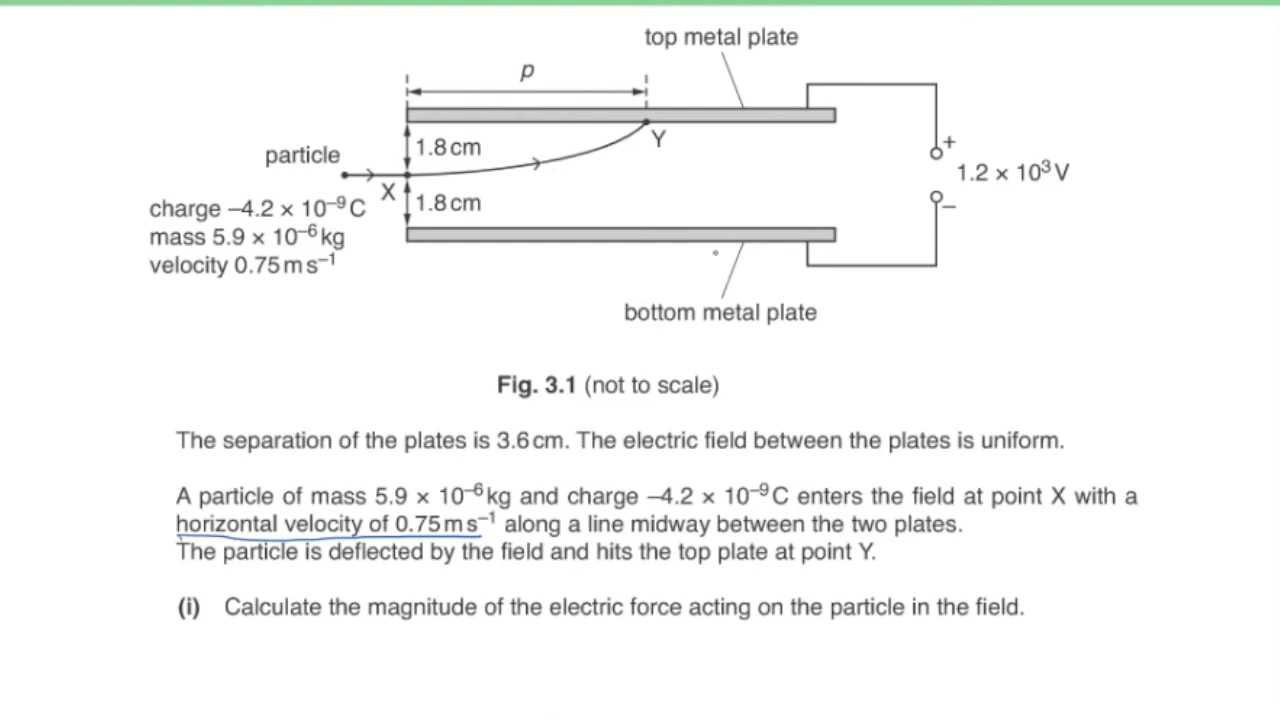 top metal plate
p
Y
particle
1.8 cm
X
+
1.2 × 10³ V
–
charge –4.2 × 10⁻⁹ C
1.8 cm
mass 5.9 × 10⁻⁶ kg
velocity 0.75 m s⁻¹
bottom metal plate
Fig. 3.1 (not to scale)
The separation of the plates is 3.6 cm. The electric field between the plates is uniform.
A particle of mass 5.9 × 10⁻⁶ kg and charge –4.2 × 10⁻⁹ C enters the field at point X with a
horizontal velocity of 0.75 m s⁻¹ along a line midway between the two plates.
The particle is deflected by the field and hits the top plate at point Y.
(i) Calculate the magnitude of the electric force acting on the particle in the field.